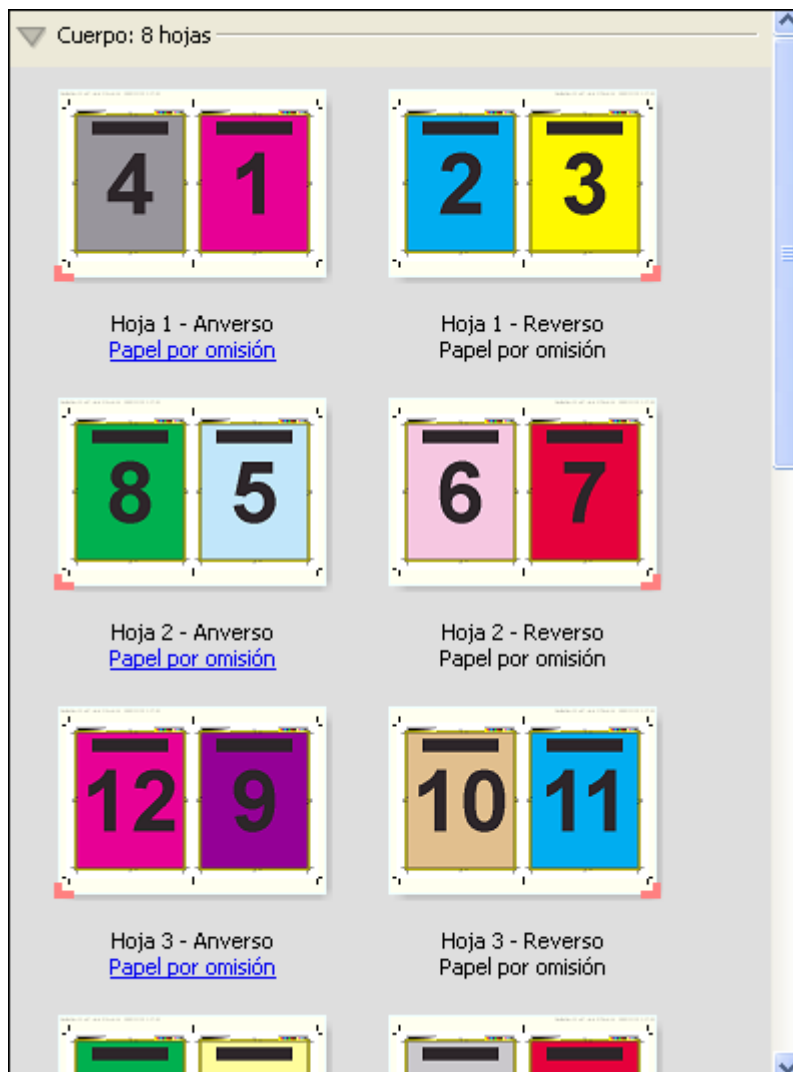 Cuerpo: 8 hojas
4 1 2 3
Hoja 1 - Anverso Hoja 1 - Reverso
Papel por omisión Papel por omisión
8 5 6 7
Hoja 2 - Anverso Hoja 2 - Reverso
Papel por omisión Papel por omisión
12 9 10 11
Hoja 3 - Anverso Hoja 3 - Reverso
Papel por omisión Papel por omisión